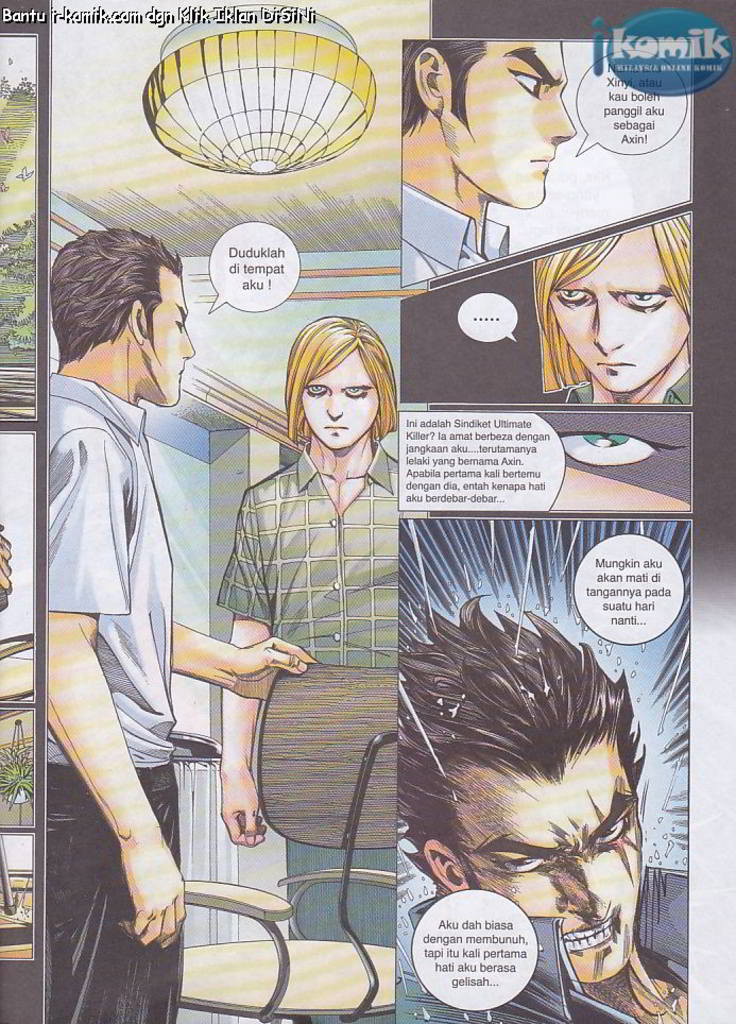 Bantu i-komik.com dgn Klik Iklan DiSiNi
ikomik
MALAYSIA ONLINE KOMIK
Duduklah
di tempat
aku !
Xinyi, atau
kau boleh
panggil aku
sebagai
Axin!
.....
Ini adalah Sindiket Ultimate
Killer? Ia amat berbeza dengan
jangkaan aku....terutamanya
lelaki yang bernama Axin.
Apabila pertama kali bertemu
dengan dia, entah kenapa hati
aku berdebar-debar...
Mungkin aku
akan mati di
tangannya pada
suatu hari
nanti...
Aku dah biasa
dengan membunuh,
tapi itu kali pertama
hati aku berasa
gelisah...